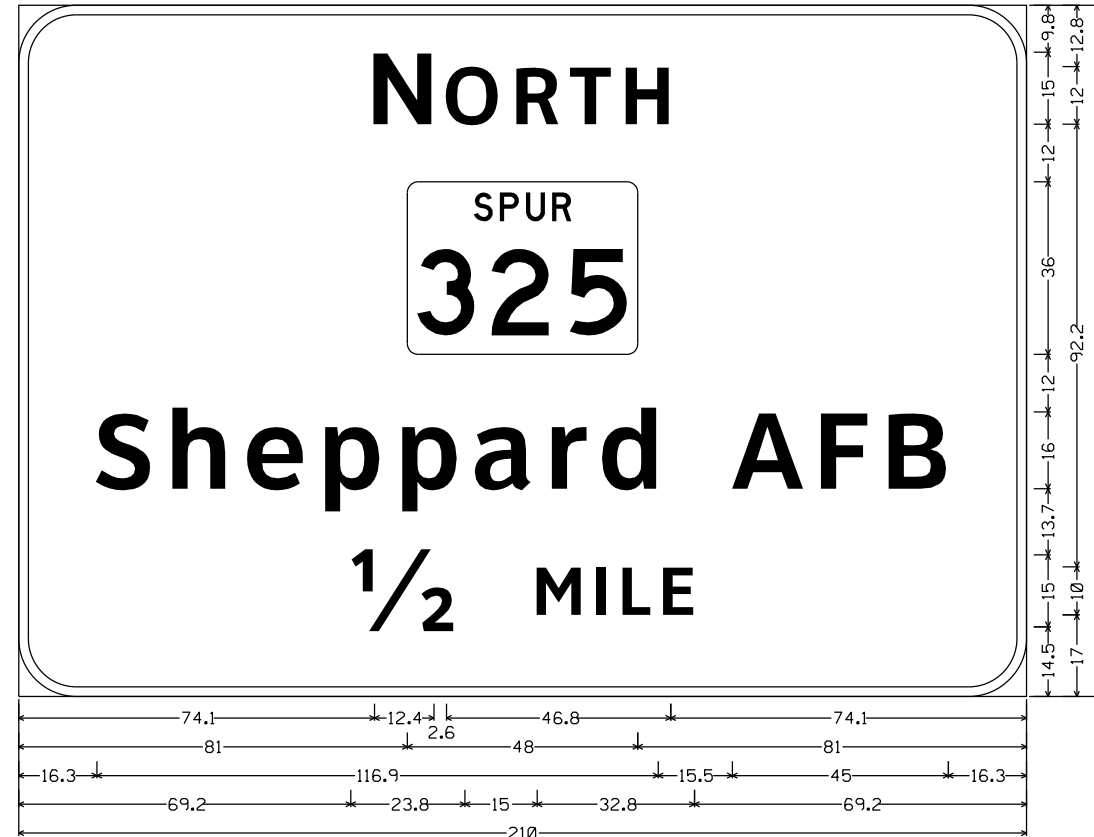 NORTH
SPUR
325
Sheppard AFB
½ MILE
9.8 15 12 36 12 16 13.7 15 14.5
12.8 12 92.2 10 17
74.1 12.4 2.6 46.8 74.1
81 48 81
16.3 116.9 15.5 45 16.3
69.2 23.8 15 32.8 69.2
210